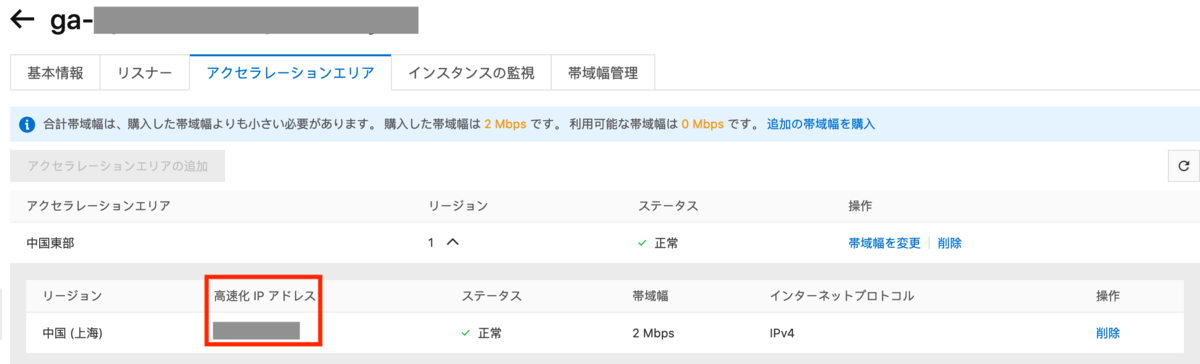 ga-
基本情報 リスナー アクセラレーションエリア インスタンスの監視 帯域幅管理
合計帯域幅は、購入した帯域幅よりも小さい必要があります。 購入した帯域幅は 2 Mbps です。 利用可能な帯域幅は 0 Mbps です。 追加の帯域幅を購入
アクセラレーションエリアの追加
アクセラレーションエリア リージョン ステータス 操作
中国東部 1 正常 帯域幅を変更 削除
リージョン 高速化 IP アドレス ステータス 帯域幅 インターネットプロトコル 操作
中国 (上海) 正常 2 Mbps IPv4 削除